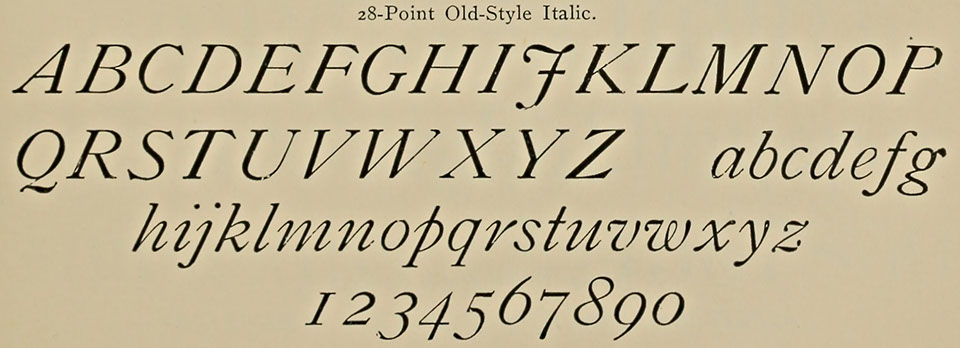 28-Point Old-Style Italic.
ABCDEFGHIJKLMNOP
QRSTUVWXYZ abcdefg
hijklmnopqrstuvwxyz
1234567890